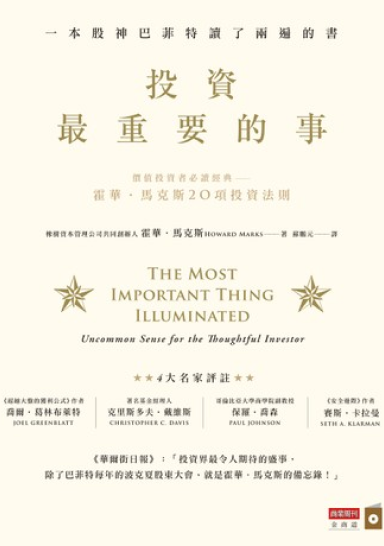 一本股神巴菲特讀了兩遍的書
投資
最重要的事
價值投資者必讀經典——
霍華．馬克斯20項投資法則
橡樹資本管理公司共同創辦人 霍華．馬克斯HOWARD MARKS——著 蘇鵬元——譯
THE MOST
IMPORTANT THING
ILLUMINATED
Uncommon Sense for the Thoughtful Investor
★★4大名家評註★★
《超越大盤的獲利公式》作者
喬爾．葛林布萊特
JOEL GREENBLATT
著名基金經理人
克里斯多夫．戴維斯
CHRISTOPHER C. DAVIS
哥倫比亞大學商學院副教授
保羅．喬森
PAUL JOHNSON
《安全邊際》作者
賽斯．卡拉曼
SETH A. KLARMAN
《華爾街日報》：「投資界最令人期待的盛事，
除了巴菲特每年的波克夏股東大會，就是霍華．馬克斯的備忘錄！」
商業周刊
金商道